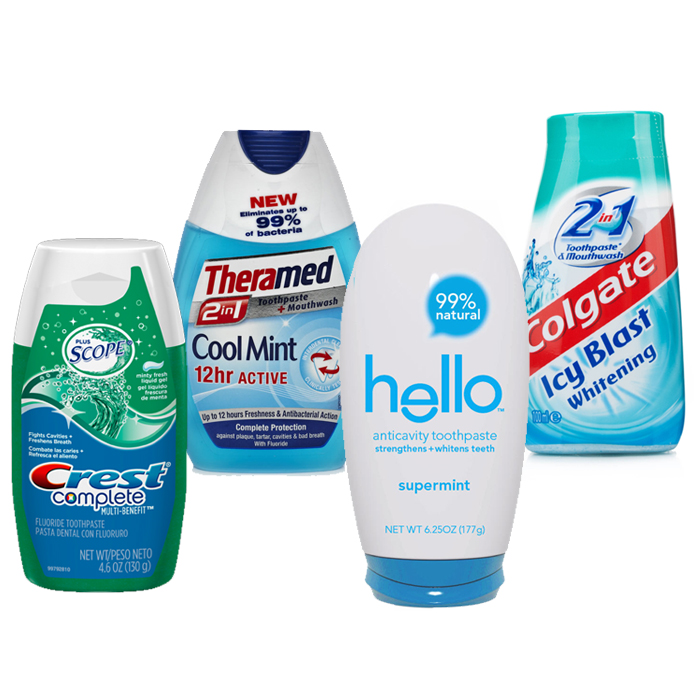 PLUS
SCOPE
minty fresh
liquid gel
gel líquido
frescura
de menta
Fights Cavities +
Freshens Breath
Combate las caries +
Refresca el aliento
Crest
complete
MULTI-BENEFIT™
FLUORIDE TOOTHPASTE
PASTA DENTAL CON FLUORURO
NET WT/PESO NETO
4.6 OZ (130 g)
NEW
Eliminates up to
99%
of bacteria
Theramed
2in1
Toothpaste
+ Mouthwash
Cool Mint
12hr ACTIVE
Up to 12 hours Freshness & Antibacterial Action
Complete Protection
against plaque, tartar, cavities & bad breath
With Fluoride
99%
natural
hello™
anticavity toothpaste
strengthens + whitens teeth
supermint
NET WT 6.25OZ (177g)
2in1
Toothpaste
& Mouthwash
Colgate
Icy Blast
Whitening
100 ml e